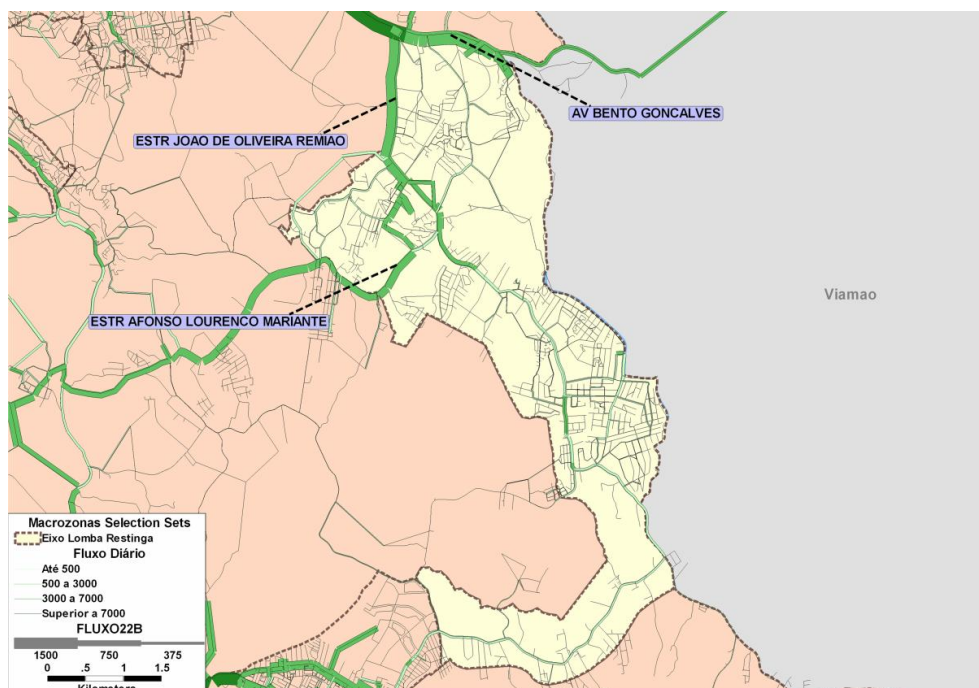 AV BENTO GONCALVES
ESTR JOAO DE OLIVEIRA REMIAO
Viamao
ESTR AFONSO LOURENCO MARIANTE
Macrozonas Selection Sets
Eixo Lomba Restinga
Fluxo Diário
Até 500
500 a 3000
3000 a 7000
Superior a 7000
FLUXO22B
1500 750 375
0 .5 1 1.5
Kilometers